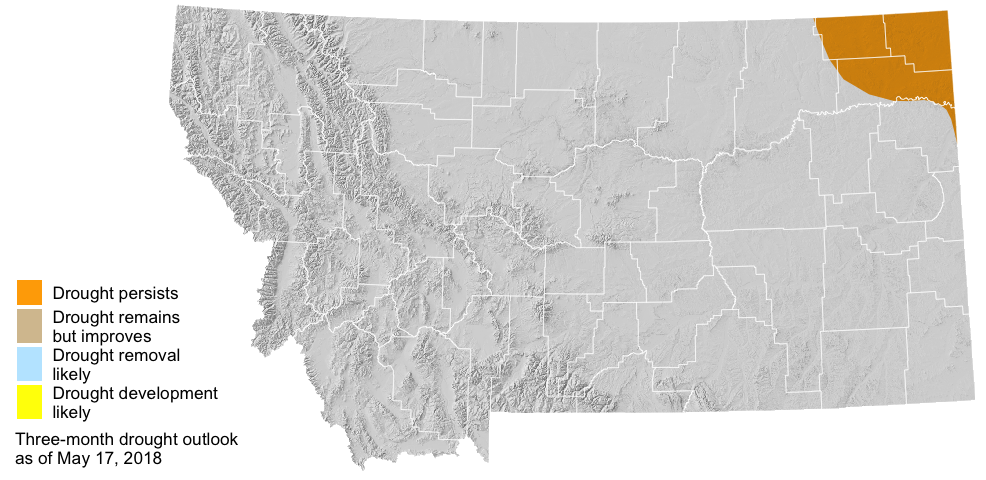 Drought persists
Drought remains
but improves
Drought removal
likely
Drought development
likely
Three-month drought outlook
as of May 17, 2018